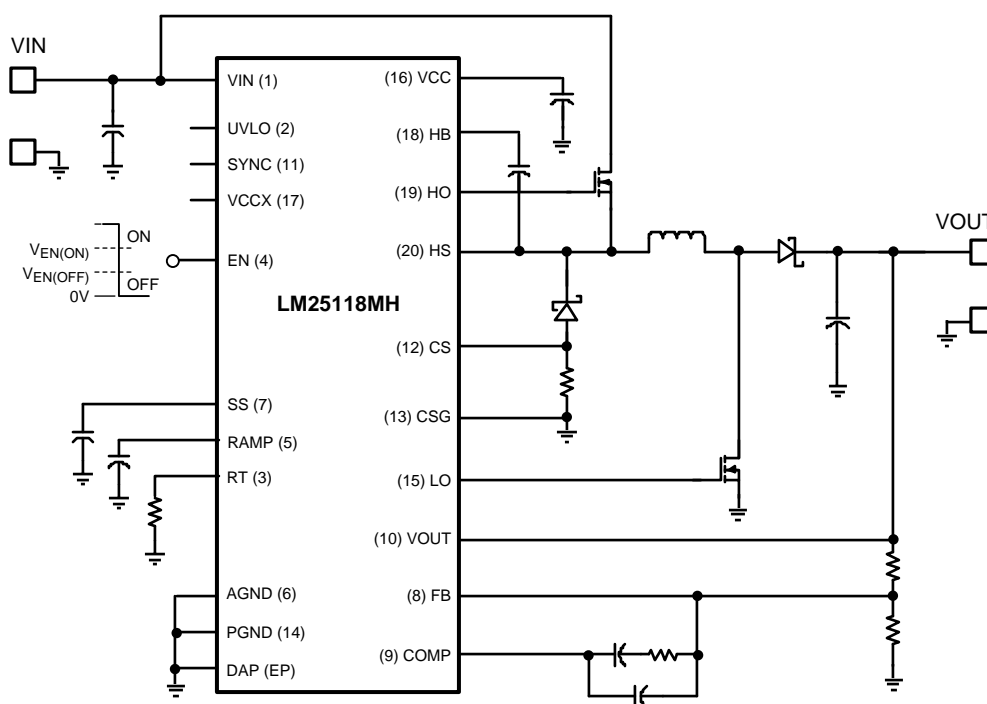 VIN
VIN (1)
UVLO (2)
SYNC (11)
VCCX (17)
ON
VEN(ON)
VEN(OFF)
OFF
0V
EN (4)
LM25118MH
SS (7)
RAMP (5)
RT (3)
AGND (6)
PGND (14)
DAP (EP)
(16) VCC
(18) HB
(19) HO
(20) HS
(12) CS
(13) CSG
(15) LO
(10) VOUT
(8) FB
(9) COMP
VOUT